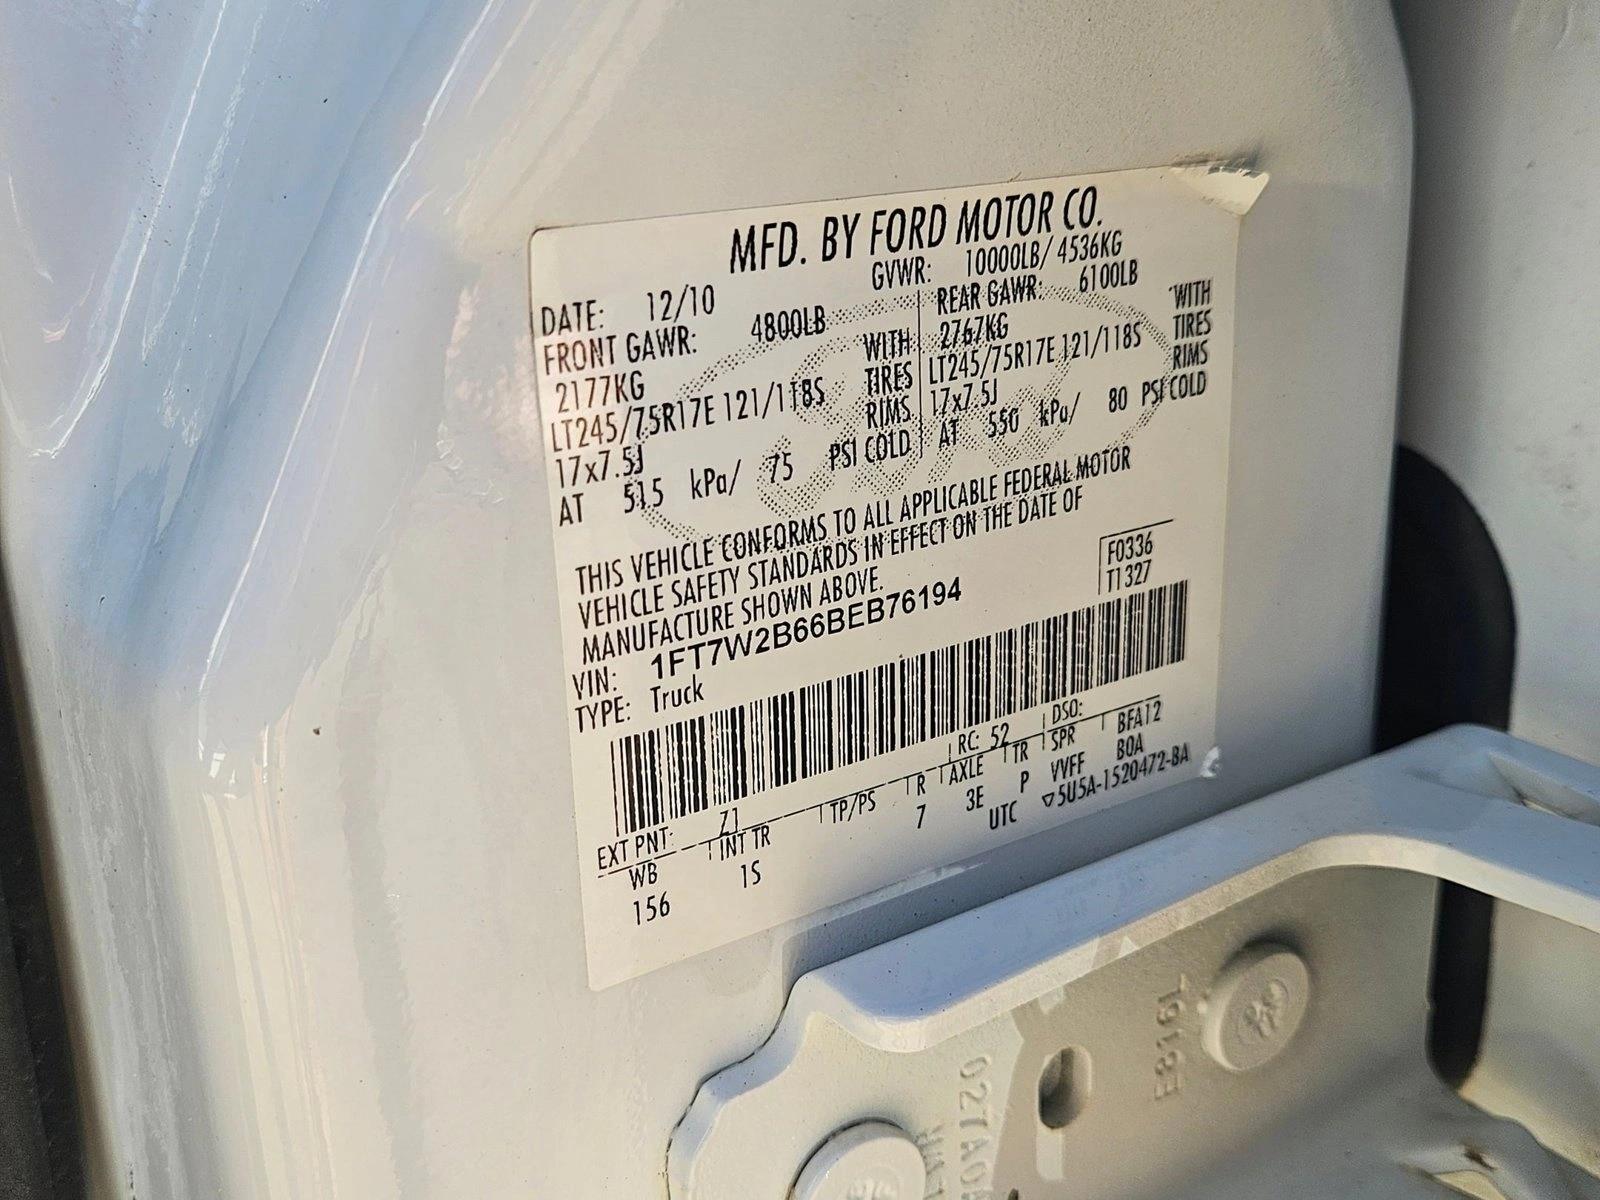 MFD. BY FORD MOTOR CO.
DATE: 12/10 GVWR: 10000LB/ 4536KG
FRONT GAWR: 4800LB REAR GAWR: 6100LB
2177KG WITH 2767KG WITH
LT245/75R17E 121/118S TIRES LT245/75R17E 121/118S TIRES
17x7.5J RIMS 17x7.5J RIMS
AT 515 kPa/ 75 PSI COLD AT 550 kPa/ 80 PSI COLD
THIS VEHICLE CONFORMS TO ALL APPLICABLE FEDERAL MOTOR
VEHICLE SAFETY STANDARDS IN EFFECT ON THE DATE OF
MANUFACTURE SHOWN ABOVE.
F0336
T1327
VIN: 1FT7W2B66BEB76194
TYPE: Truck
EXT PNT: Z1 RC: 52 DSO:
WB INT TR TP/PS R AXLE TR SPR BFA12
156 1S 7 3E P VVFF BOA
UTC ▽5U5A-1520472-BA
E8191